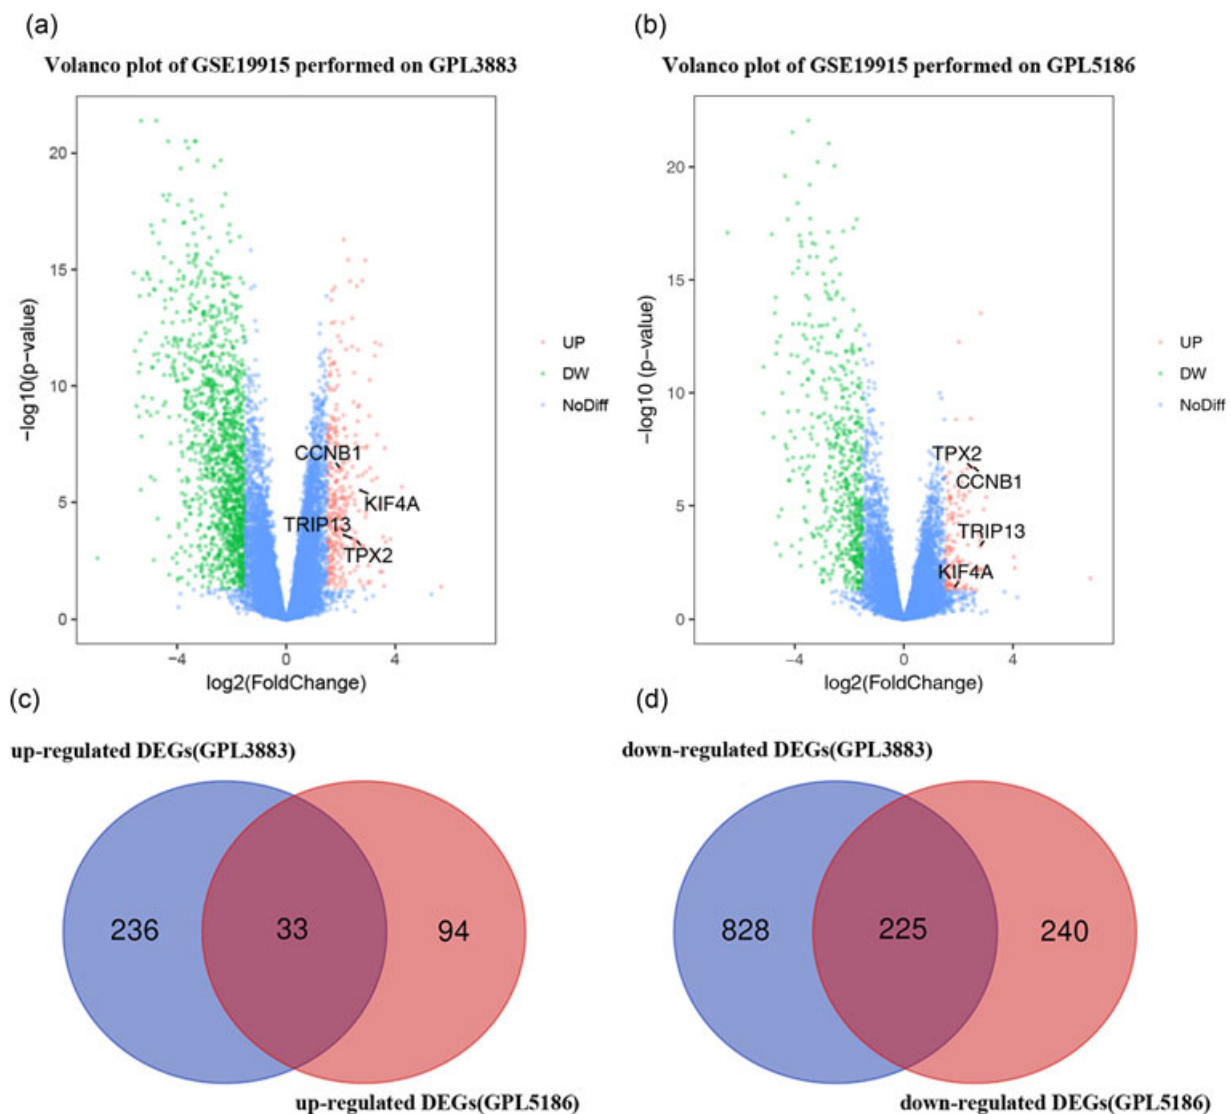 (a)
Volanco plot of GSE19915 performed on GPL3883
20
15
10
5
0
−log10(p−value)
CCNB1
KIF4A
TRIP13
TPX2
UP
DW
NoDiff
−4
0
4
log2(FoldChange)
(b)
Volanco plot of GSE19915 performed on GPL5186
20
15
10
5
0
−log10 (p−value)
TPX2
CCNB1
TRIP13
KIF4A
UP
DW
NoDiff
−4
0
4
log2(FoldChange)
(c)
up-regulated DEGs(GPL3883)
236
33
94
up-regulated DEGs(GPL5186)
(d)
down-regulated DEGs(GPL3883)
828
225
240
down-regulated DEGs(GPL5186)